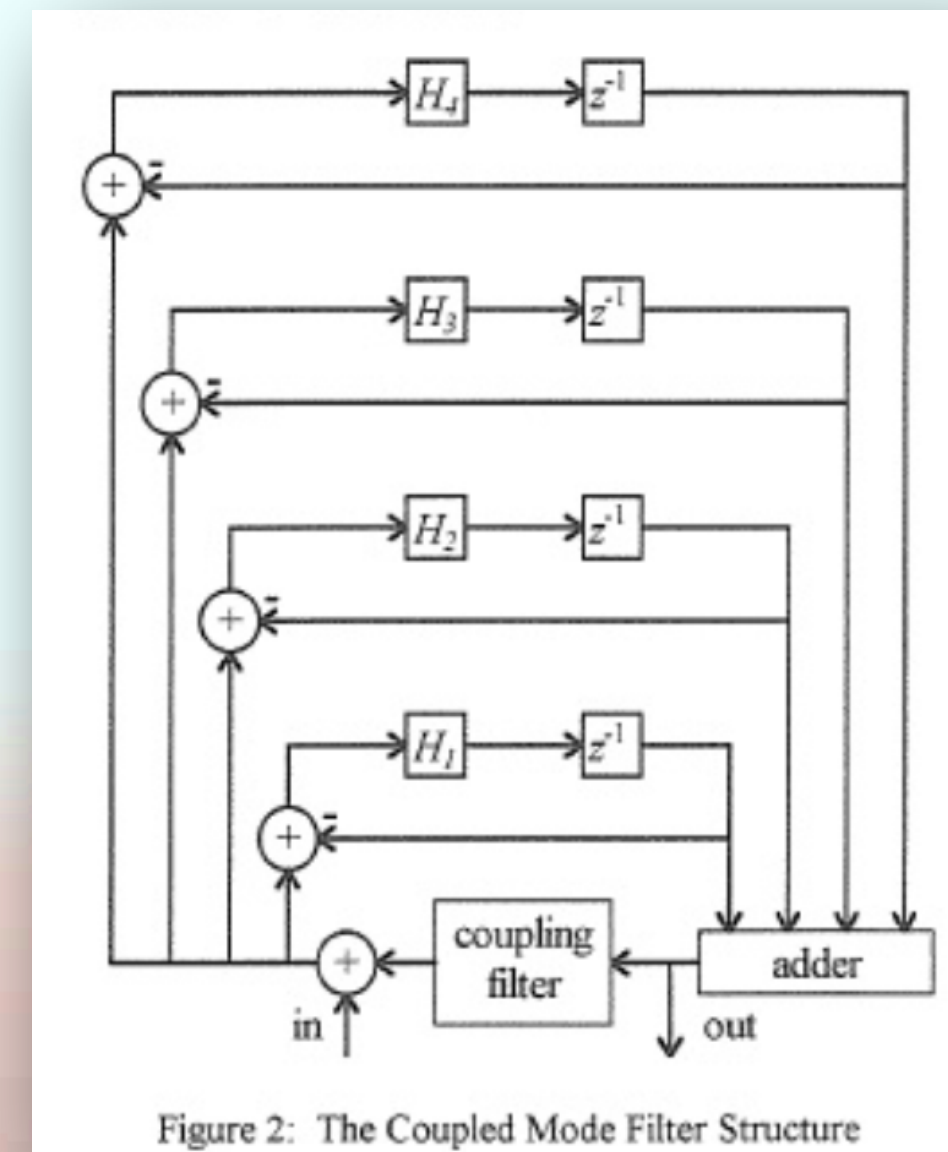 H₄ z⁻¹
+ -
H₃ z⁻¹
+ -
H₂ z⁻¹
+ -
H₁ z⁻¹
+ -
coupling
filter
adder
+
in
out
Figure 2: The Coupled Mode Filter Structure